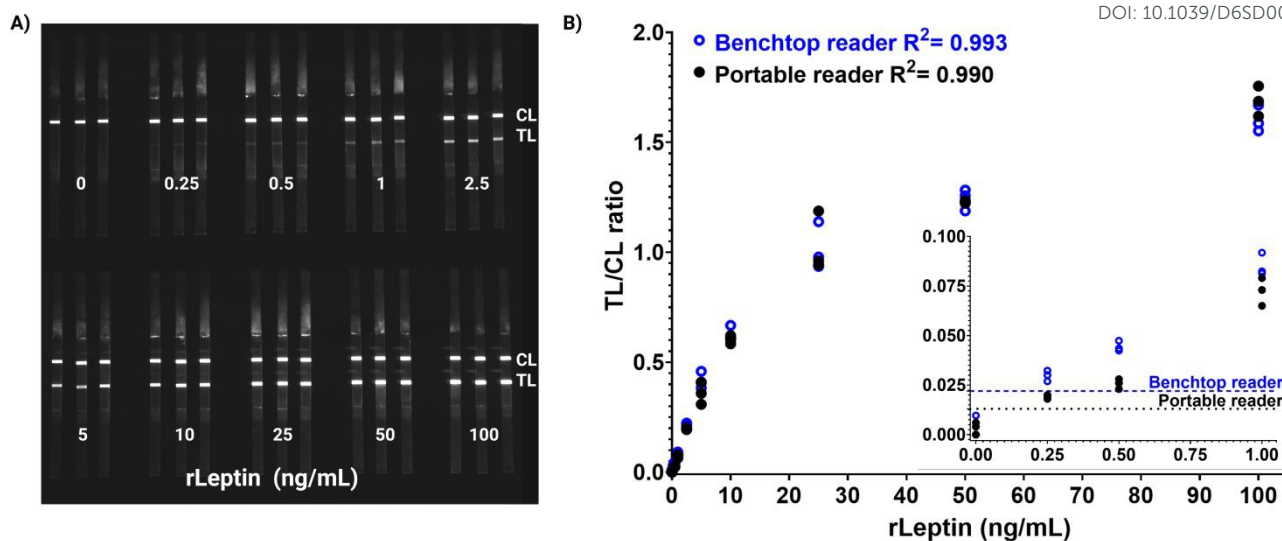 DOI: 10.1039/D6SD00
A)
CL
TL
0 0.25 0.5 1 2.5
CL
TL
5 10 25 50 100
rLeptin (ng/mL)
B)
Benchtop reader R²= 0.993
Portable reader R²= 0.990
2.0
1.5
1.0
0.5
0.0
TL/CL ratio
0 10 20 30 40 50 60 70 80 90 100
rLeptin (ng/mL)
0.100
0.075
0.050
0.025
0.000
Benchtop reader
Portable reader
0.00 0.25 0.50 0.75 1.00